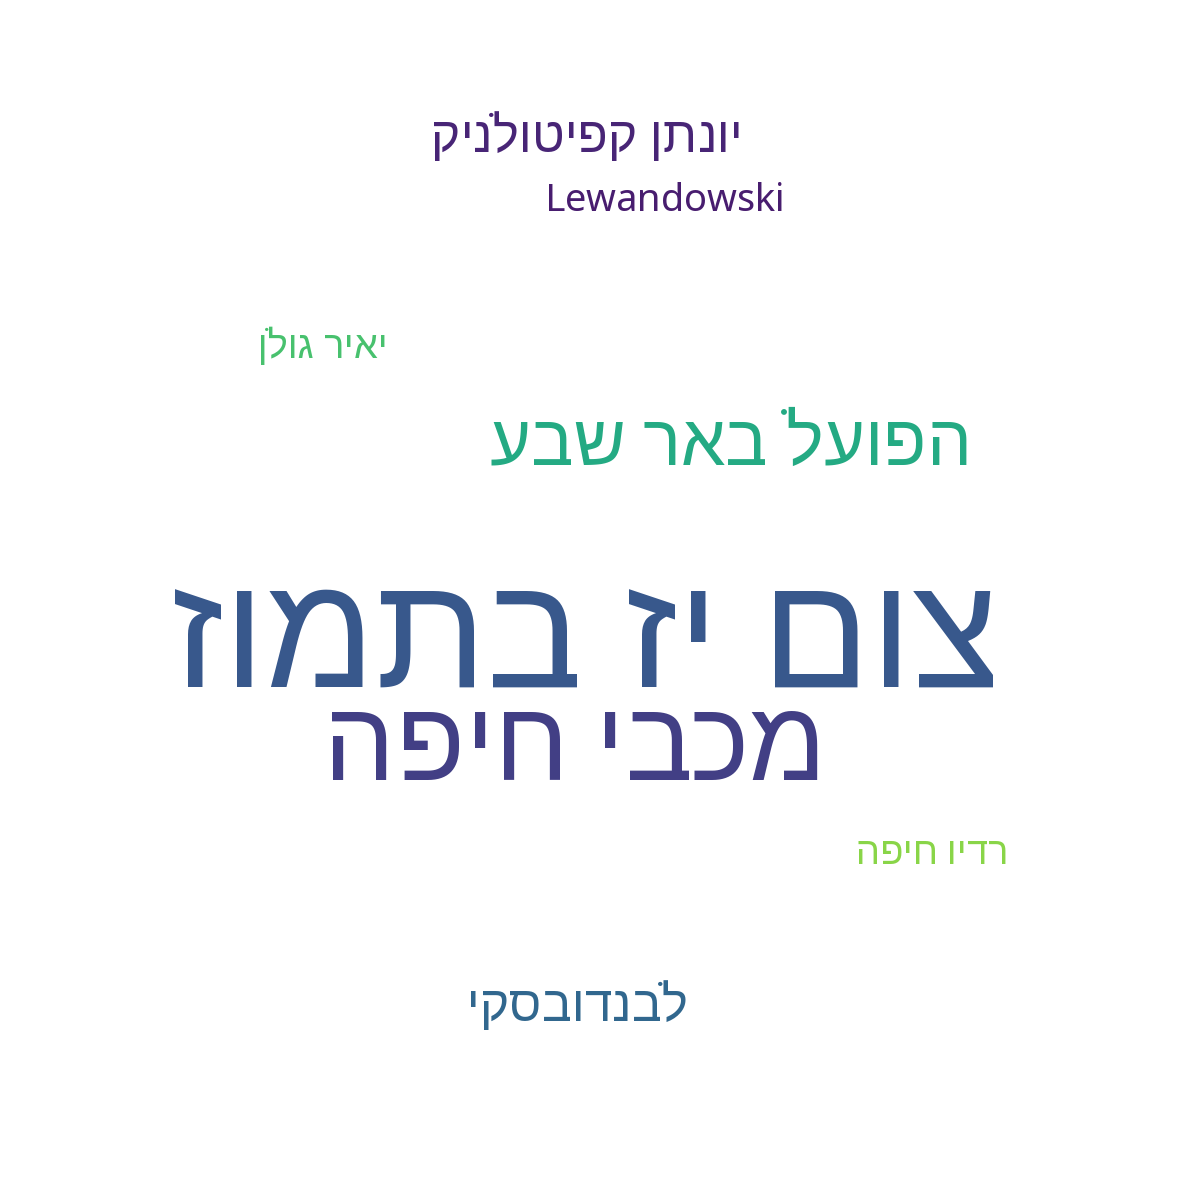 יונתן קפיטולניק
Lewandowski
יאיר גולן
הפועל באר שבע
צום יז בתמוז
מכבי חיפה
רדיו חיפה
לבנדובסקי